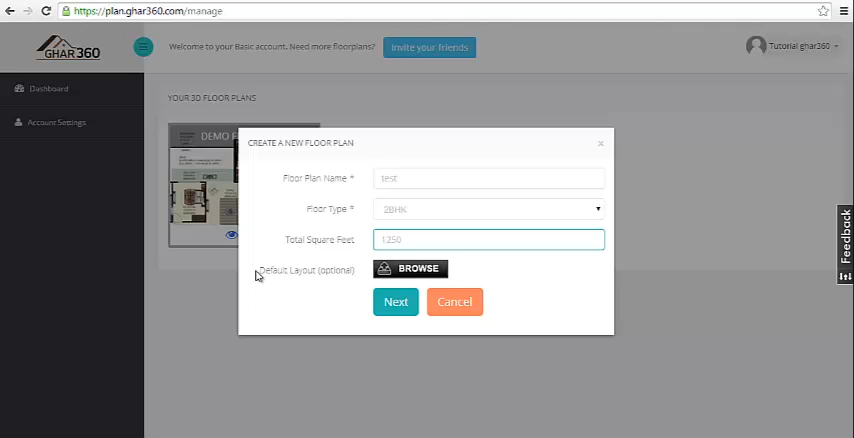 https://plan.ghar360.com/manage
GHAR360
Welcome to your Basic account. Need more floorplans?
Invite your friends
Tutorial ghar360
Dashboard
Account Settings
YOUR 3D FLOOR PLANS
DEMO F
CREATE A NEW FLOOR PLAN
×
Floor Plan Name *
test
Floor Type *
2BHK
Total Square Feet
1250
Default Layout (optional)
BROWSE
Next
Cancel
Feedback